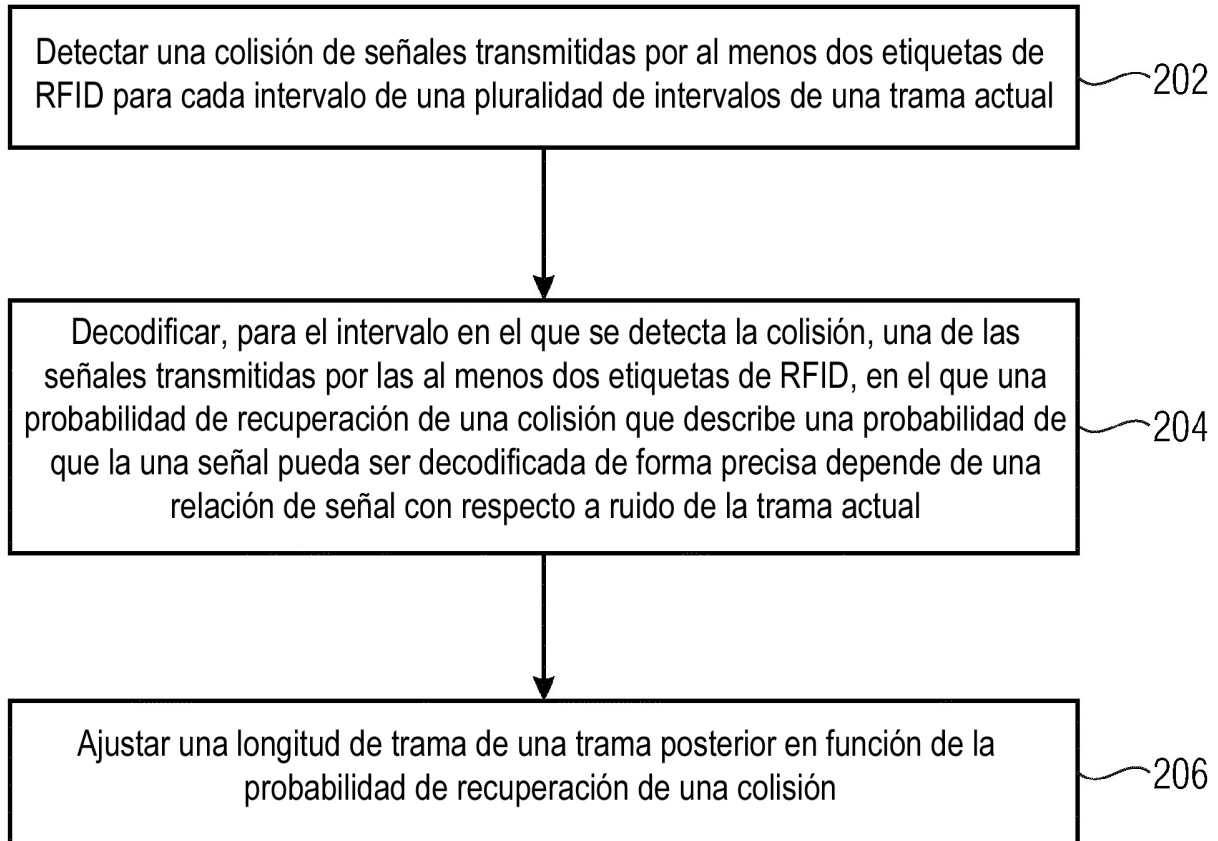 Detectar una colisión de señales transmitidas por al menos dos etiquetas de
RFID para cada intervalo de una pluralidad de intervalos de una trama actual
202
Decodificar, para el intervalo en el que se detecta la colisión, una de las
señales transmitidas por las al menos dos etiquetas de RFID, en el que una
probabilidad de recuperación de una colisión que describe una probabilidad de
que la una señal pueda ser decodificada de forma precisa depende de una
relación de señal con respecto a ruido de la trama actual
204
Ajustar una longitud de trama de una trama posterior en función de la
probabilidad de recuperación de una colisión
206